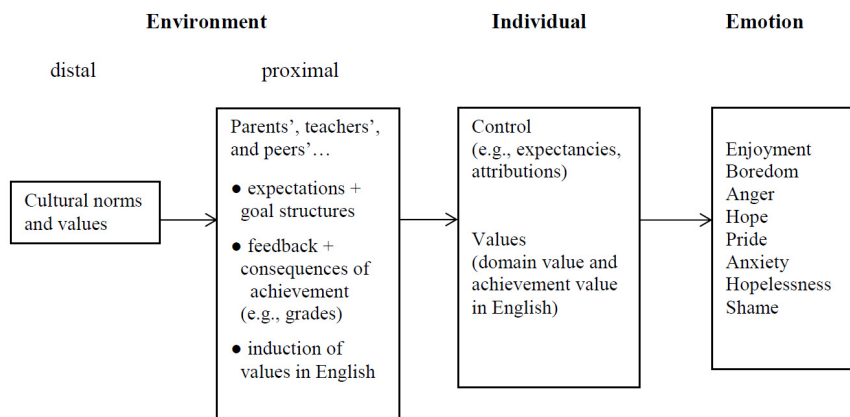 Environment
Individual
Emotion
distal
proximal
Cultural norms
and values
Parents’, teachers’,
and peers’…
● expectations +
goal structures
● feedback +
consequences of
achievement
(e.g., grades)
● induction of
values in English
Control
(e.g., expectancies,
attributions)
Values
(domain value and
achievement value
in English)
Enjoyment
Boredom
Anger
Hope
Pride
Anxiety
Hopelessness
Shame